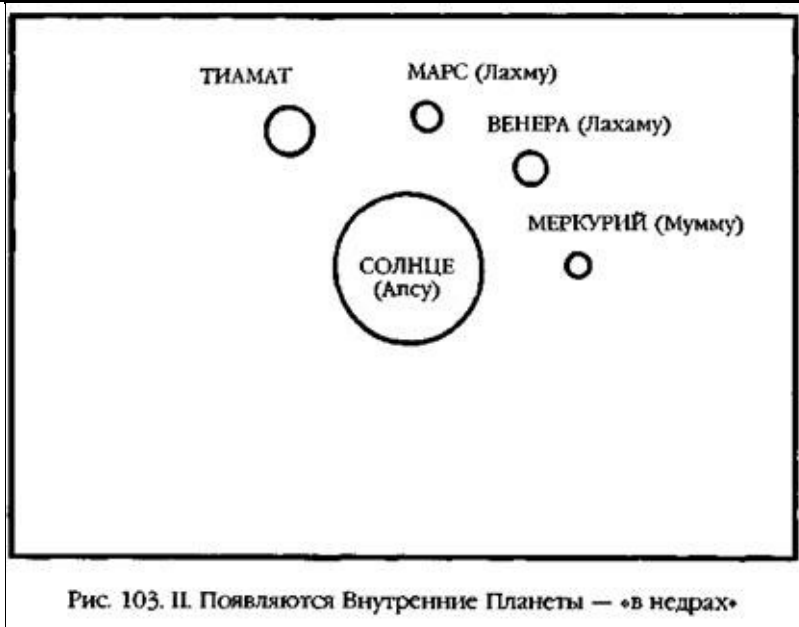 ТИАМАТ
МАРС (Лахму)
ВЕНЕРА (Лахаму)
МЕРКУРИЙ (Мумму)
СОЛНЦЕ
(Апсу)
Рис. 103. II. Появляются Внутренние Планеты — «в недрах»